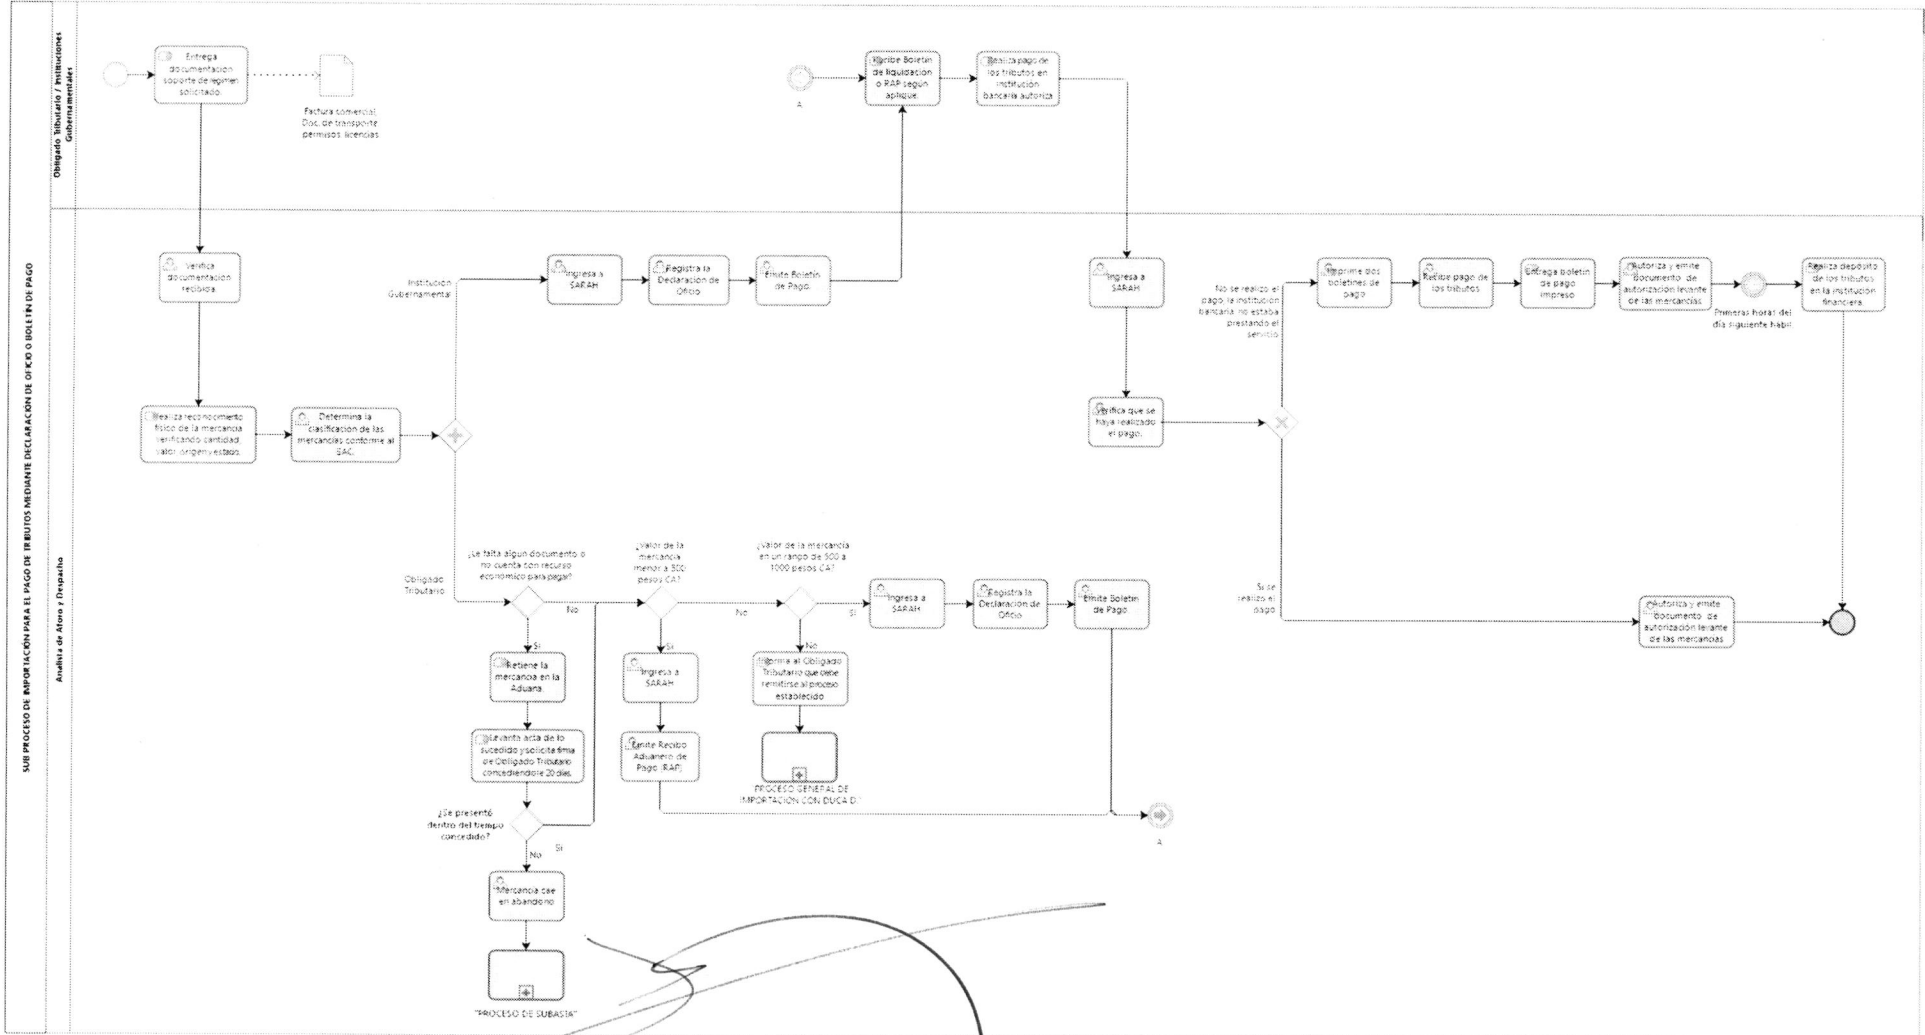 SUB PROCESO DE IMPORTACIÓN PARA EL PAGO DE TRIBUTOS MEDIANTE DECLARACIÓN DE OFICIO O BOLETÍN DE PAGO
Obligado Tributario / Instituciones
Gubernamentales
Entrega
documentación
soporte de regimen
solicitado.
Factura comercial,
Doc. de transporte
permisos, licencias
A
Recibe Boletín
de liquidación
o RAP según
aplique.
Realiza pago de
los tributos en
institución
bancaria autoriza
Analista de Aforo y Despacho
Verifica
documentación
recibida.
Realiza reconocimiento
físico de la mercancía
verificando cantidad,
valor, origen y estado.
Determina la
clasificación de las
mercancías conforme al
SAC.
Institución
Gubernamental
Ingresa a
SARAH
Registra la
Declaración de
Oficio
Emite Boletín
de Pago.
Ingresa a
SARAH
Verifica que se
haya realizado
el pago.
No se realizo el
pago, la institución
bancaria no estaba
prestando el
servicio
Imprime dos
boletines de
pago
Recibe pago de
los tributos
Entrega boletín
de pago
impreso
Autoriza y emite
documento de
autorización levante
de las mercancías
Primeras horas del
día siguiente hábil
Realiza deposito
de los tributos
en la institución
financiera
Si se
realizo el
pago
Autoriza y emite
documento de
autorización levante
de las mercancías
Obligado
Tributario
¿Le falta algún documento o
no cuenta con recurso
económico para pagar?
No
Si
¿Valor de la
mercancía
menor a 500
pesos CA?
No
Si
¿Valor de la mercancía
en un rango de 500 a
1000 pesos CA?
Si
No
Ingresa a
SARAH
Registra la
Declaración de
Oficio
Emite Boletín
de Pago.
Retiene la
mercancía en la
Aduana.
Ingresa a
SARAH
Informa al Obligado
Tributario que debe
remitirse al proceso
establecido
Levanta acta de lo
sucedido y solicita firma
de Obligado Tributario
concediéndole 20 días.
Emite Recibo
Aduanero de
Pago (RAP)
PROCESO GENERAL DE
IMPORTACIÓN CON DUCA D."
A
¿Se presentó
dentro del tiempo
concedido?
Si
No
Mercancía cae
en abandono
"PROCESO DE SUBASTA"